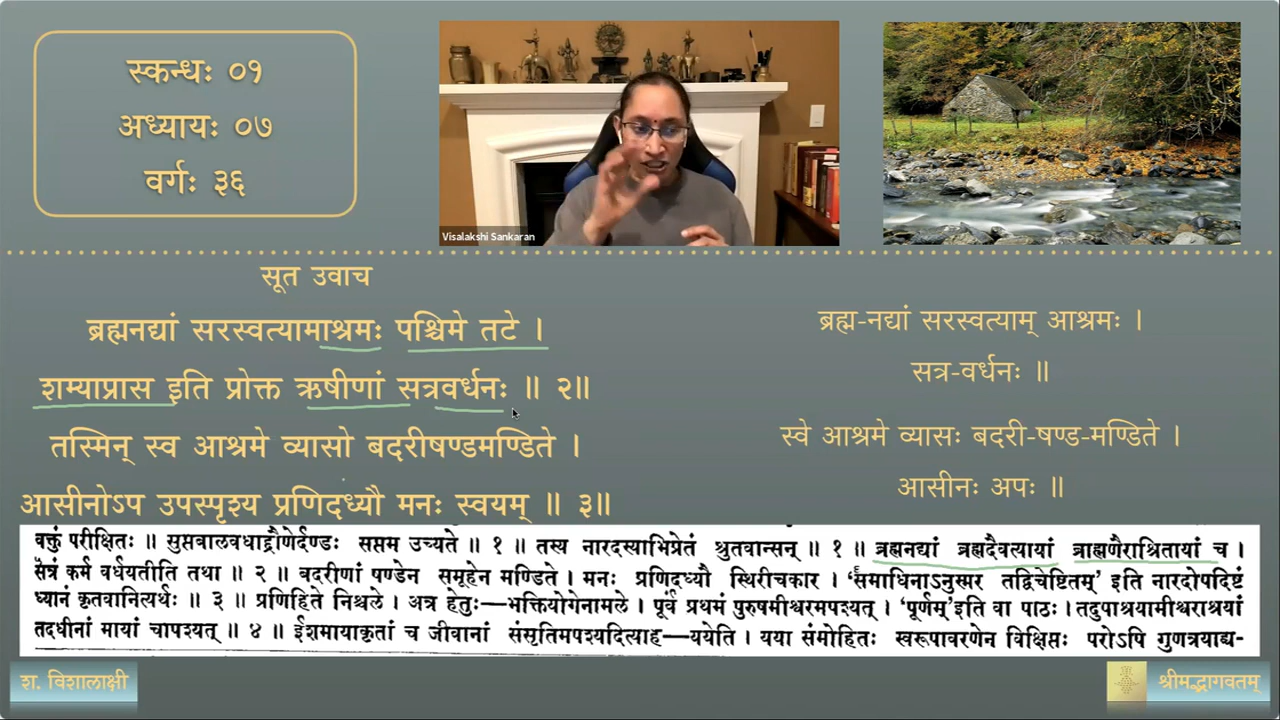 स्कन्धः ०१
अध्यायः ०७
वर्गः ३६
Visalakshi Sankaran
सूत उवाच
ब्रह्मनद्यां सरस्वत्यामाश्रमः पश्चिमे तटे ।
शम्याप्रास इति प्रोक्त ऋषीणां सत्रवर्धनः ॥ २॥
तस्मिन् स्व आश्रमे व्यासो बदरीषण्डमण्डिते ।
आसीनोऽप उपस्पृश्य प्रणिदध्यौ मनः स्वयम् ॥ ३॥
ब्रह्म-नद्यां सरस्वत्याम् आश्रमः ।
सत्र-वर्धनः ॥
स्वे आश्रमे व्यासः बदरी-षण्ड-मण्डिते ।
आसीनः अपः ॥
वक्तुं परीक्षितः ॥ सुप्तबालवधाद्द्रौणेर्दण्डः सप्तम उच्यते ॥ १ ॥ तस्य नारदस्याभिप्रेतं श्रुतवान्सन् ॥ १ ॥ ब्रह्मनद्यां ब्रह्मदैवत्यायां ब्राह्मणैराश्रितायां च ।
सत्रं कर्म वर्धयतीति तथा ॥ २ ॥ बदरीणां षण्डेन समूहेन मण्डिते । मनः प्रणिदध्यौ स्थिरीचकार । ‘समाधिनाऽनुस्मर तद्विचेष्टितम्’ इति नारदोपदिष्टं
ध्यानं कृतवानित्यर्थः ॥ ३ ॥ प्रणिहिते निश्चले । अत्र हेतुः—भक्तियोगेनामले । पूर्वं प्रथमं पुरुषमीश्वरमपश्यत् । ‘पूर्णम्’इति वा पाठः । तदुपाश्रयामीश्वराश्रयां
तदधीनां मायां चापश्यत् ॥ ४ ॥ ईशमायाकृतां च जीवानां संसृतिमपश्यदित्याह—ययेति । यया संमोहितः स्वरूपावरणेन विक्षिप्तः परोऽपि गुणत्रयाद्य-
श. विशालाक्षी
श्रीमद्भागवतम्